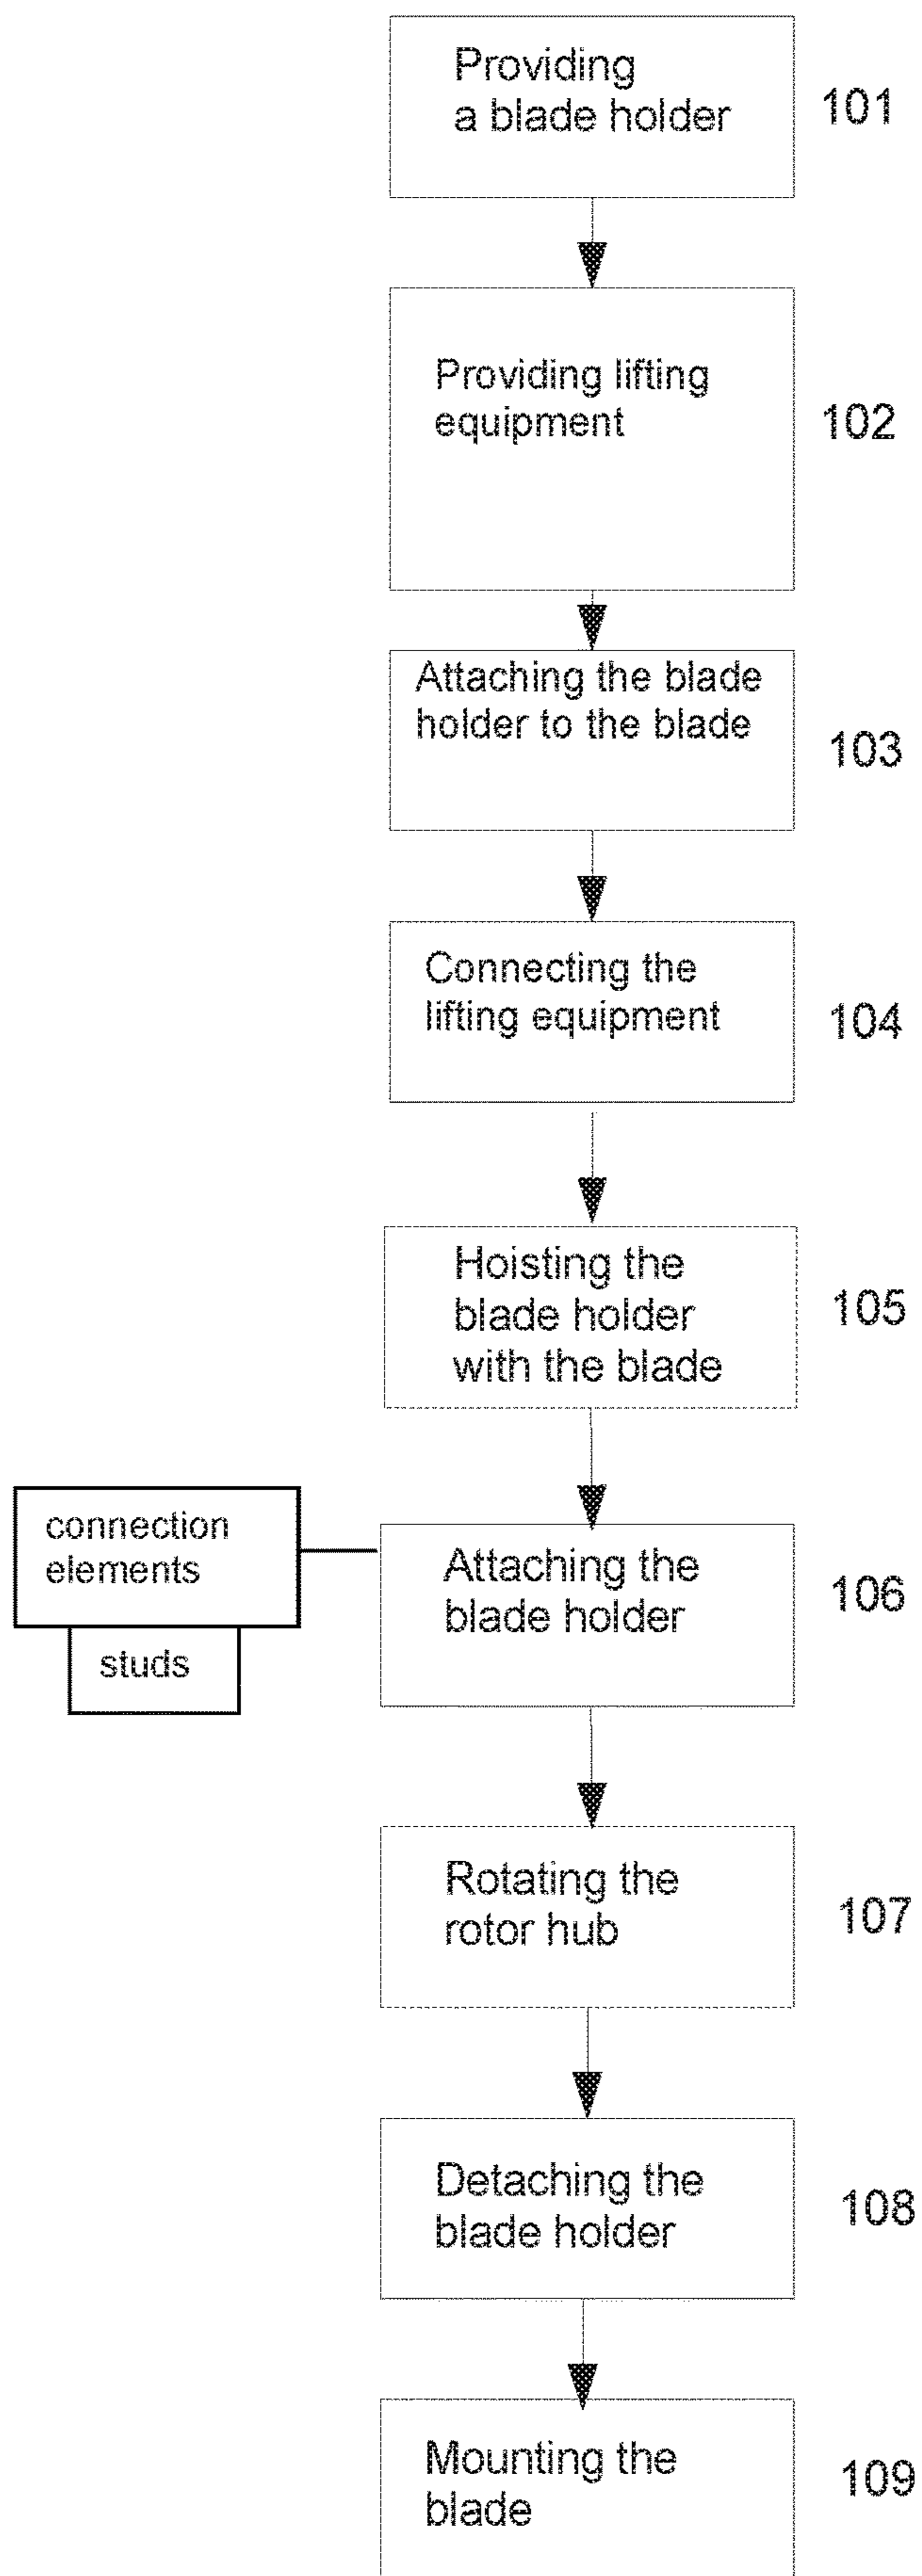 Providing
a blade holder
101
Providing lifting
equipment
102
Attaching the blade
holder to the blade
103
Connecting the
lifting equipment
104
Hoisting the
blade holder
with the blade
105
connection
elements
studs
Attaching the
blade holder
106
Rotating the
rotor hub
107
Detaching the
blade holder
108
Mounting the
blade
109